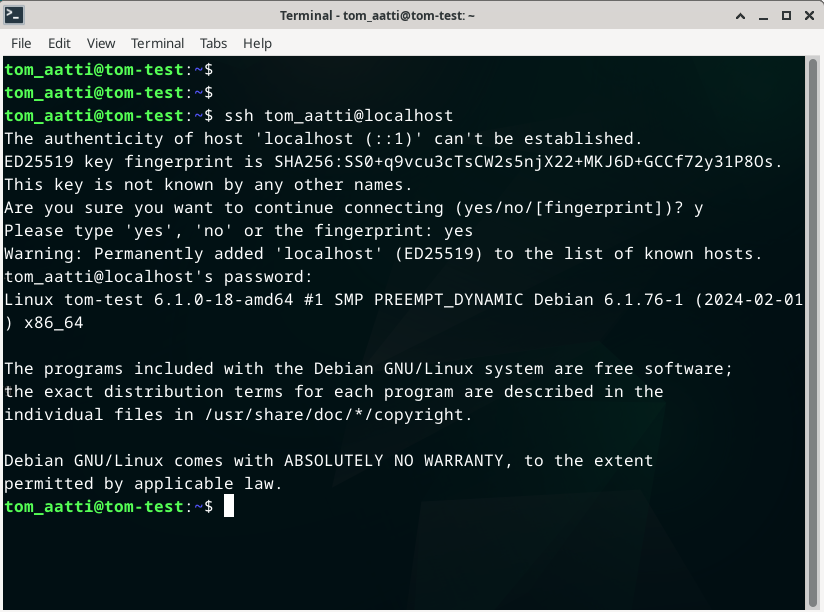 Terminal - tom_aatti@tom-test: ~
File Edit View Terminal Tabs Help
tom_aatti@tom-test:~$
tom_aatti@tom-test:~$
tom_aatti@tom-test:~$ ssh tom_aatti@localhost
The authenticity of host 'localhost (::1)' can't be established.
ED25519 key fingerprint is SHA256:SS0+q9vcu3cTsCW2s5njX22+MKJ6D+GCCf72y31P8Os.
This key is not known by any other names.
Are you sure you want to continue connecting (yes/no/[fingerprint])? y
Please type 'yes', 'no' or the fingerprint: yes
Warning: Permanently added 'localhost' (ED25519) to the list of known hosts.
tom_aatti@localhost's password:
Linux tom-test 6.1.0-18-amd64 #1 SMP PREEMPT_DYNAMIC Debian 6.1.76-1 (2024-02-01
) x86_64
The programs included with the Debian GNU/Linux system are free software;
the exact distribution terms for each program are described in the
individual files in /usr/share/doc/*/copyright.
Debian GNU/Linux comes with ABSOLUTELY NO WARRANTY, to the extent
permitted by applicable law.
tom_aatti@tom-test:~$